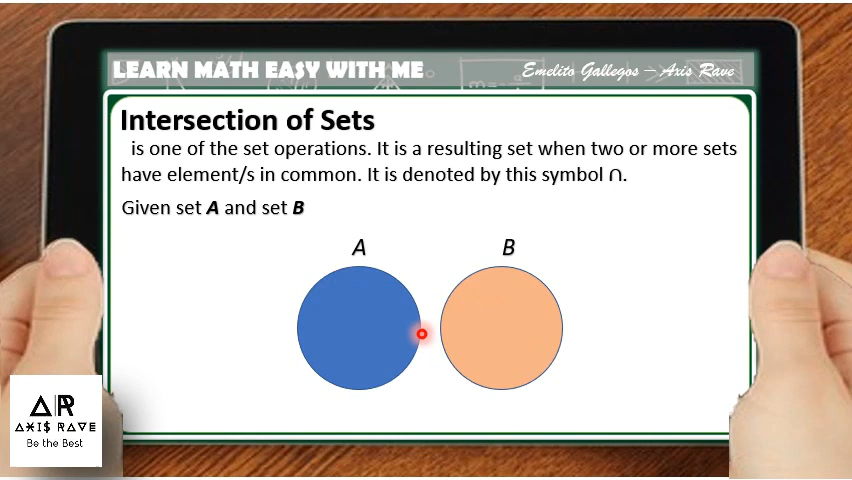 LEARN MATH EASY WITH ME
Emelito Gallegos – Axis Rave
Intersection of Sets
is one of the set operations. It is a resulting set when two or more sets
have element/s in common. It is denoted by this symbol ∩.
Given set A and set B
A B
AR
AXI$ RAVE
Be the Best